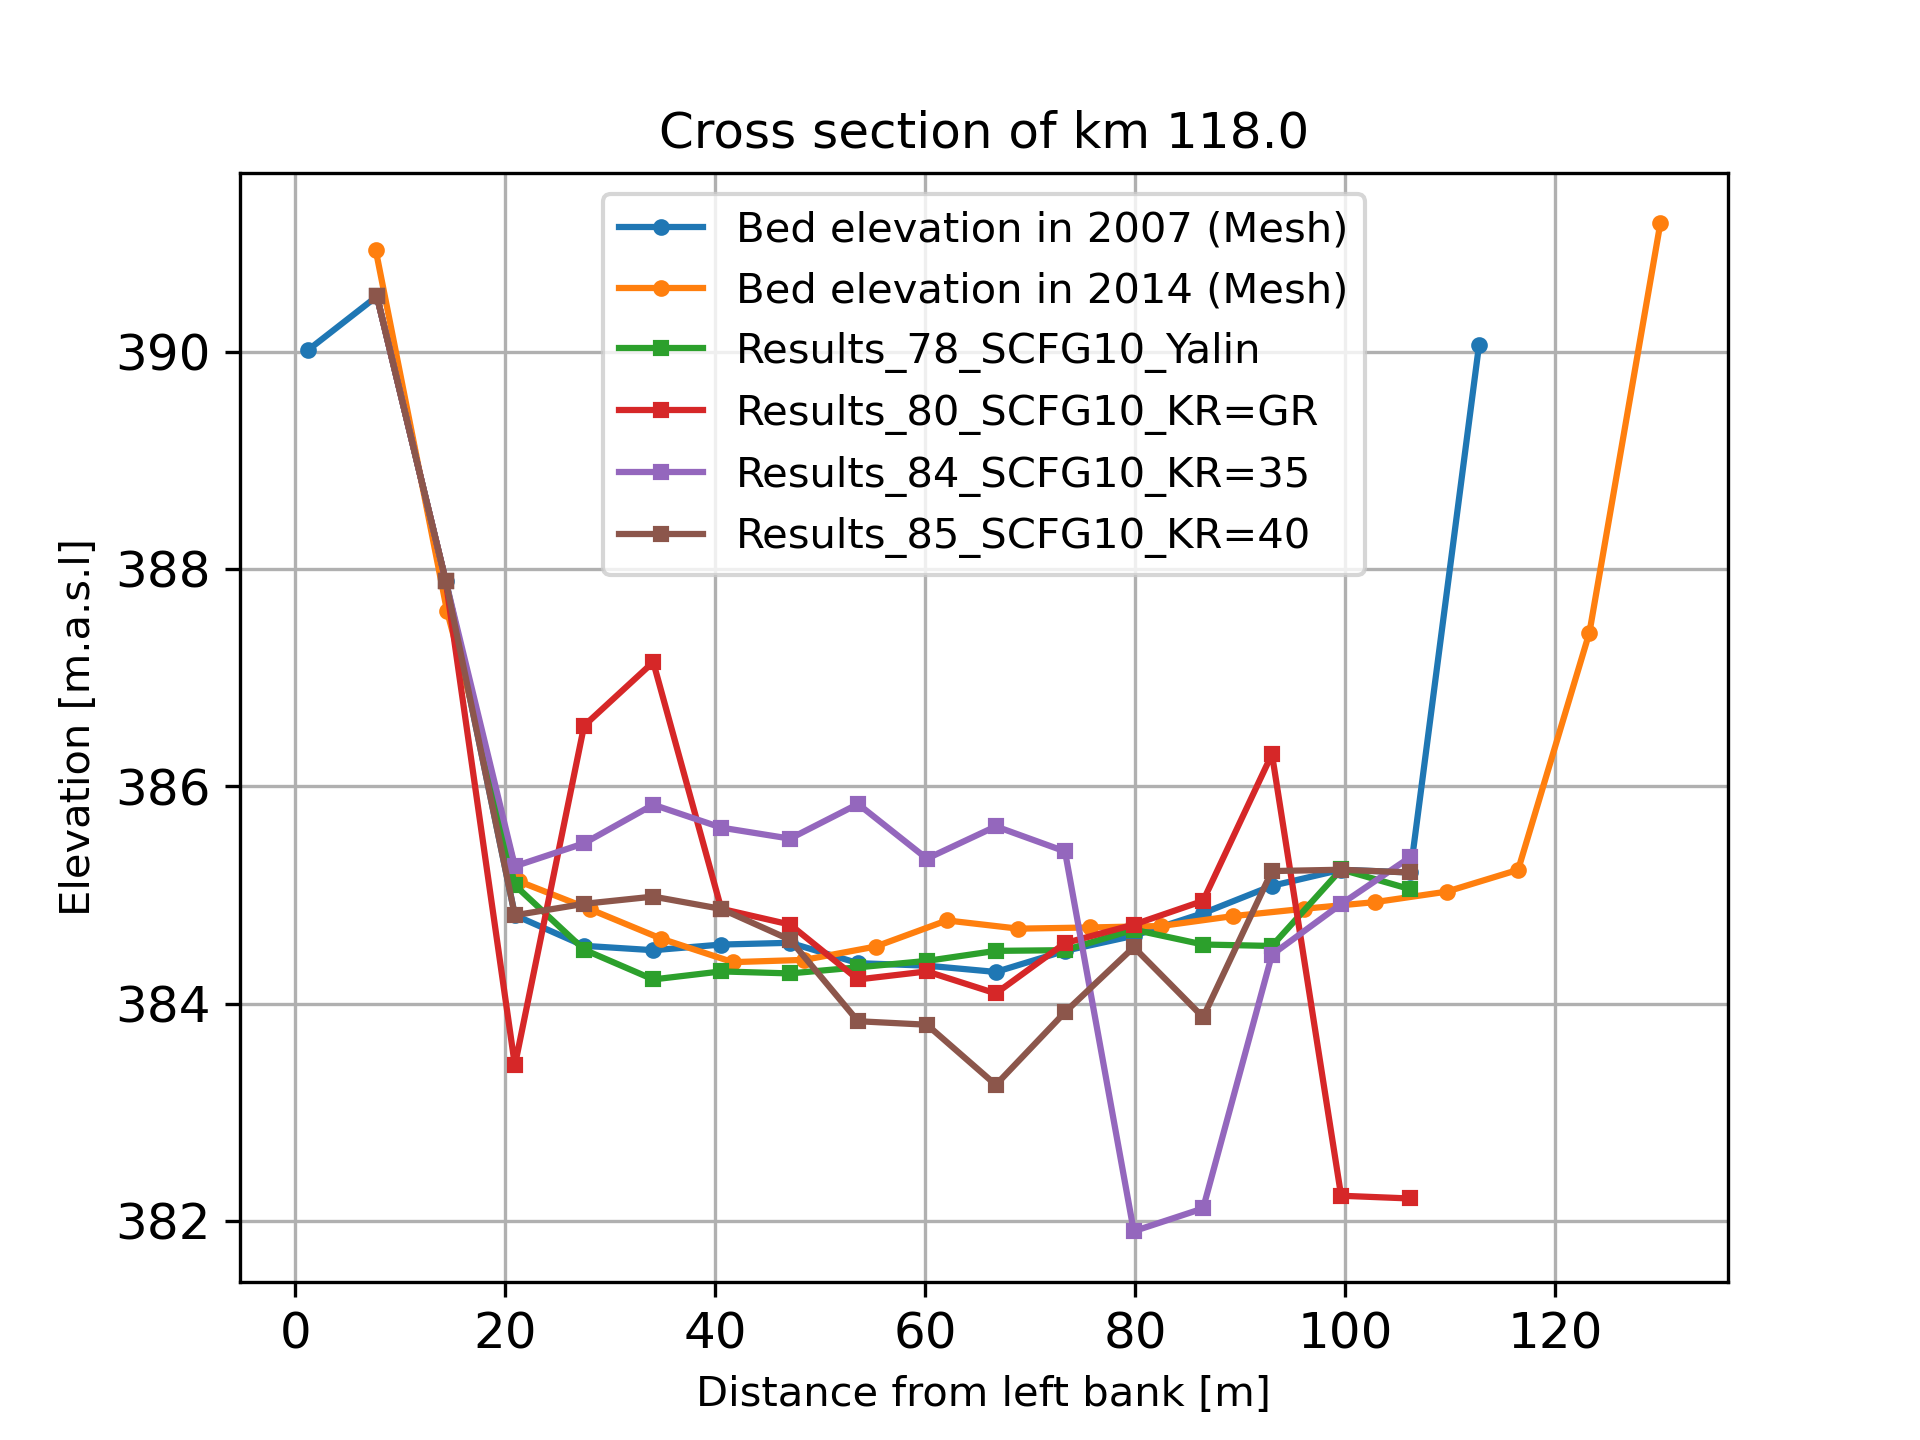 Cross section of km 118.0
Bed elevation in 2007 (Mesh)
Bed elevation in 2014 (Mesh)
Results_78_SCFG10_Yalin
Results_80_SCFG10_KR=GR
Results_84_SCFG10_KR=35
Results_85_SCFG10_KR=40
Elevation [m.a.s.l]
390
388
386
384
382
0 20 40 60 80 100 120
Distance from left bank [m]